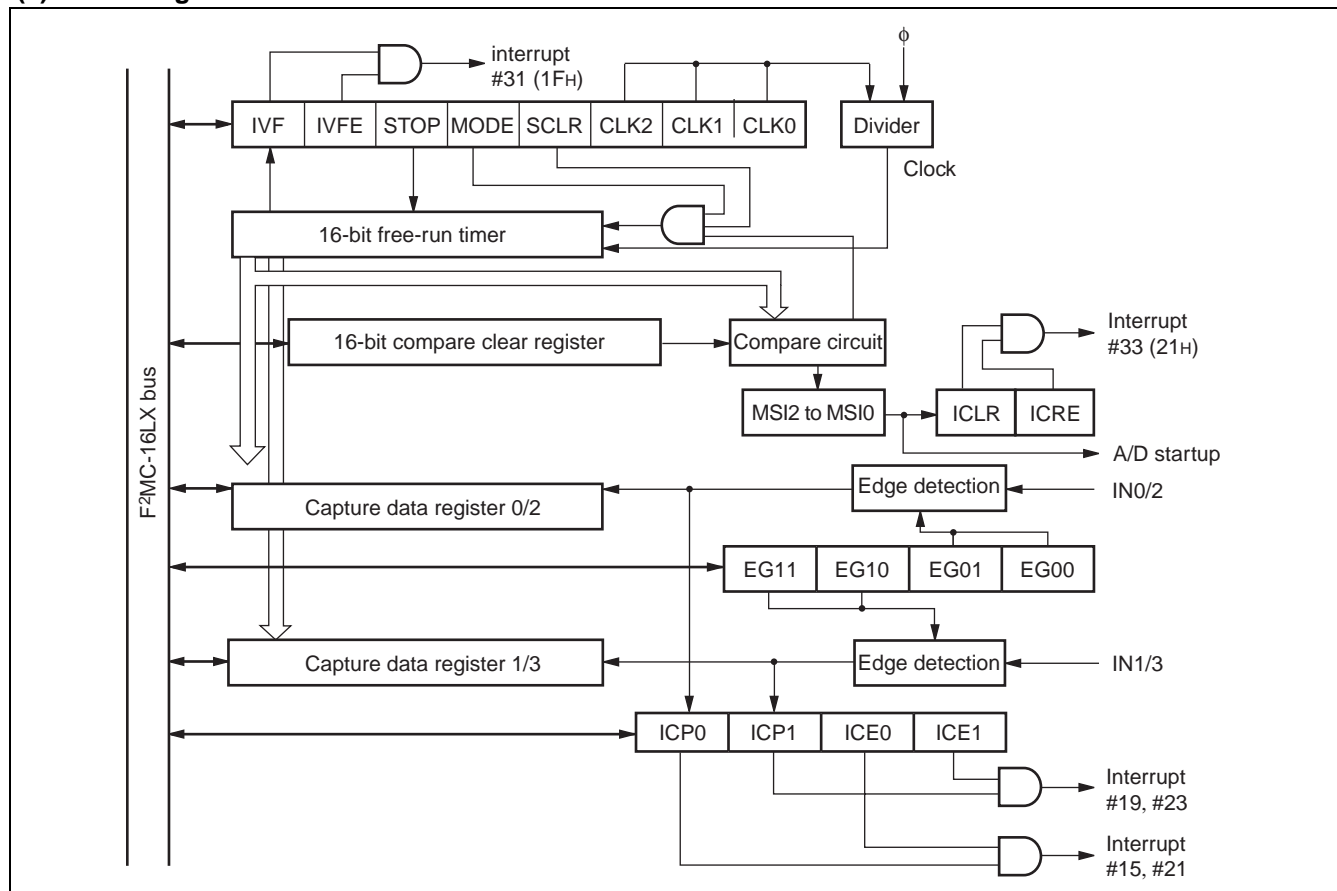 φ
interrupt
#31 (1FH)
IVF IVFE STOP MODE SCLR CLK2 CLK1 CLK0
Divider
Clock
16-bit free-run timer
16-bit compare clear register
Compare circuit
Interrupt
#33 (21H)
MSI2 to MSI0
ICLR ICRE
A/D startup
F²MC-16LX bus
Capture data register 0/2
Edge detection
IN0/2
EG11 EG10 EG01 EG00
Capture data register 1/3
Edge detection
IN1/3
ICP0 ICP1 ICE0 ICE1
Interrupt
#19, #23
Interrupt
#15, #21